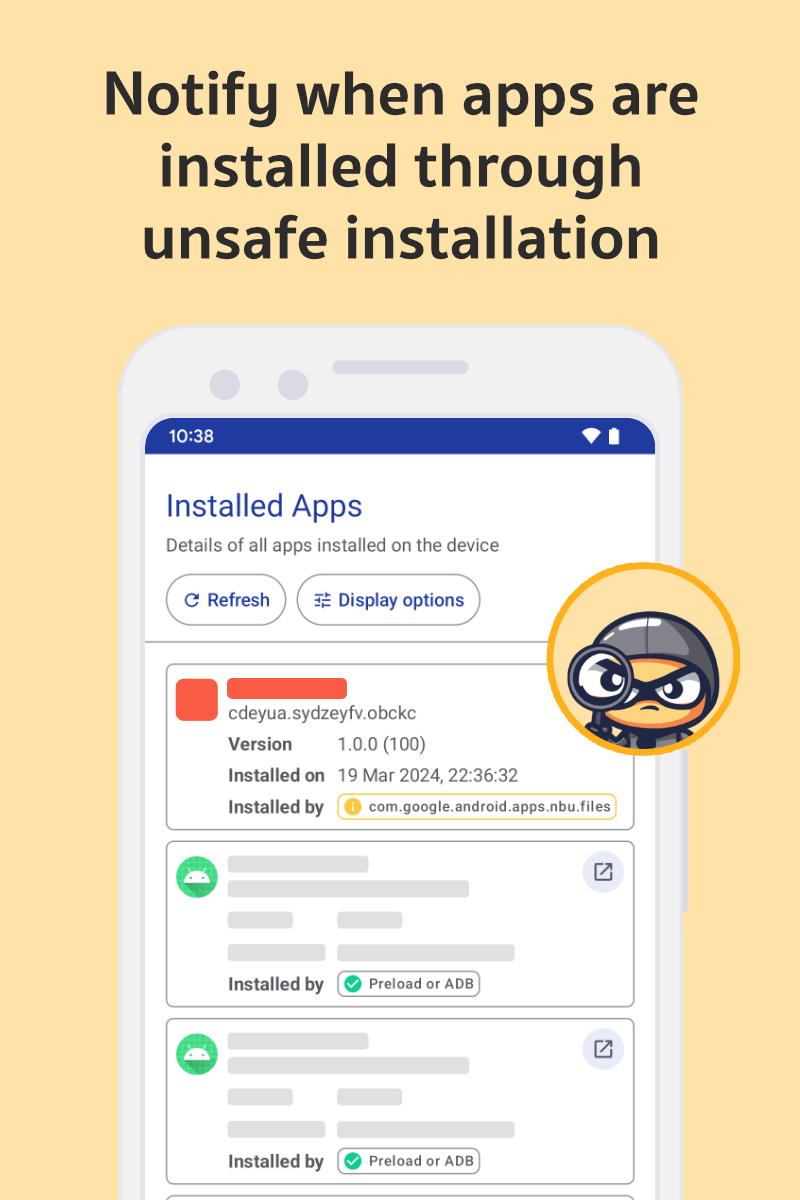 Notify when apps are
installed through
unsafe installation
10:38
Installed Apps
Details of all apps installed on the device
Refresh
Display options
cdeyua.sydzeyfv.obckc
Version 1.0.0 (100)
Installed on 19 Mar 2024, 22:36:32
Installed by com.google.android.apps.nbu.files
Installed by Preload or ADB
Installed by Preload or ADB